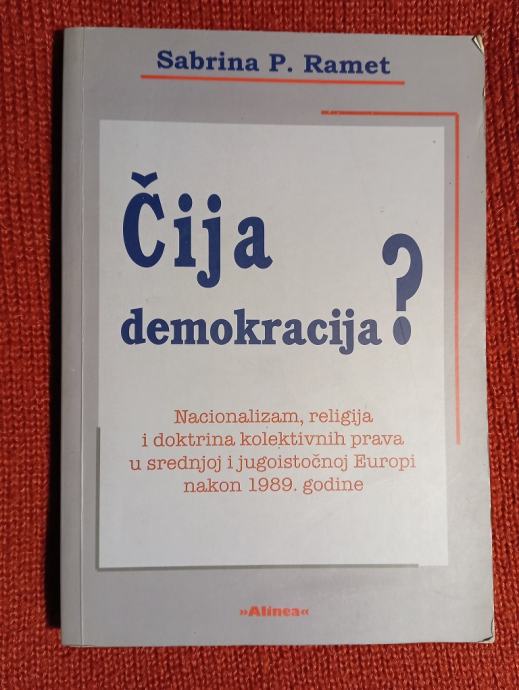 Sabrina P. Ramet
Čija
demokracija?
Nacionalizam, religija
i doktrina kolektivnih prava
u srednjoj i jugoistočnoj Europi
nakon 1989. godine
»Alinea«